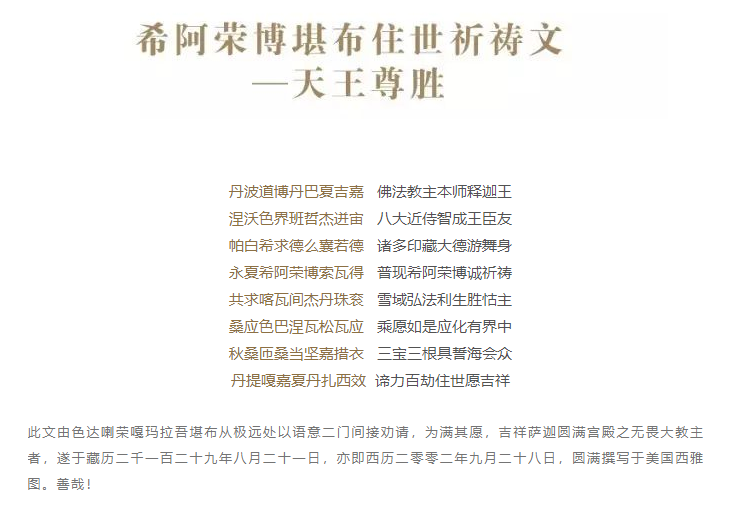 希阿荣博堪布住世祈祷文
—天王尊胜
丹波道博丹巴夏吉嘉 佛法教主本师释迦王
涅沃色界班哲杰迸宙 八大近侍智成王臣友
帕白希求德么襄若德 诸多印藏大德游舞身
永夏希阿荣博索瓦得 普现希阿荣博诚祈祷
共求喀瓦间杰丹珠衮 雪域弘法利生胜怙主
桑应色巴涅瓦松瓦应 乘愿如是应化有界中
秋桑匝桑当坚嘉措衣 三宝三根具誓海会众
丹提嘎嘉夏丹扎西效 谛力百劫住世愿吉祥
此文由色达喇荣嘎玛拉吾堪布从极远处以语意二门间接劝请，为满其愿，吉祥萨迦圆满宫殿之无畏大教主
者，遂于藏历二千一百二十九年八月二十一日，亦即西历二零零二年九月二十八日，圆满撰写于美国西雅
图。善哉！